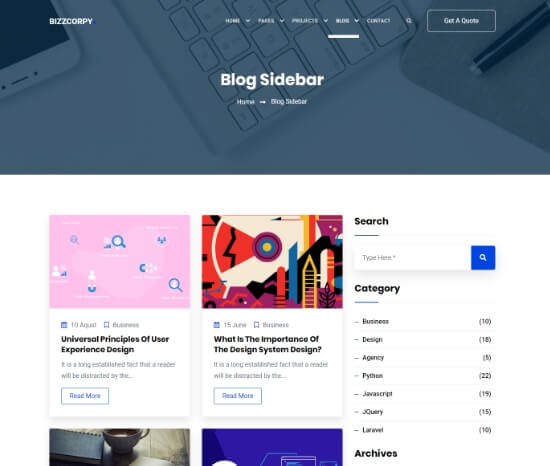 BIZZCORPY
HOME PAGES PROJECTS BLOG CONTACT
Get A Quote
Blog Sidebar
Home → Blog Sidebar
10 Aqust Business
Universal Principles Of User
Experience Design
It is a long established fact that a reader
will be distracted by the...
Read More
15 June Business
What Is The Importance Of
The Design System Design?
It is a long established fact that a reader
will be distracted by the...
Read More
Search
Type Here *
Category
Business (10)
Design (18)
Agency (5)
Python (22)
Javascript (19)
JQuery (15)
Laravel (10)
Archives